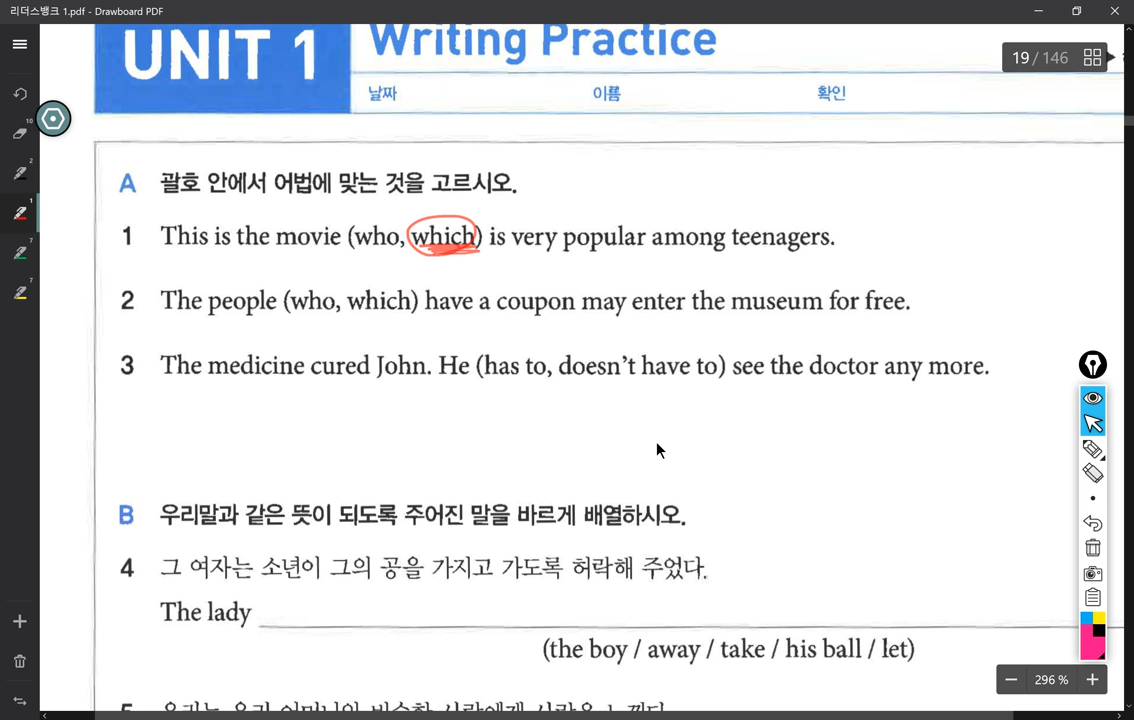 리더스뱅크 1.pdf - Drawboard PDF
UNIT 1
Writing Practice
19 / 146
날짜 이름 확인
10
2
1
7
7
A 괄호 안에서 어법에 맞는 것을 고르시오.
1 This is the movie (who, which) is very popular among teenagers.
2 The people (who, which) have a coupon may enter the museum for free.
3 The medicine cured John. He (has to, doesn't have to) see the doctor any more.
B 우리말과 같은 뜻이 되도록 주어진 말을 바르게 배열하시오.
4 그 여자는 소년이 그의 공을 가지고 가도록 허락해 주었다.
The lady
(the boy / away / take / his ball / let)
296 %